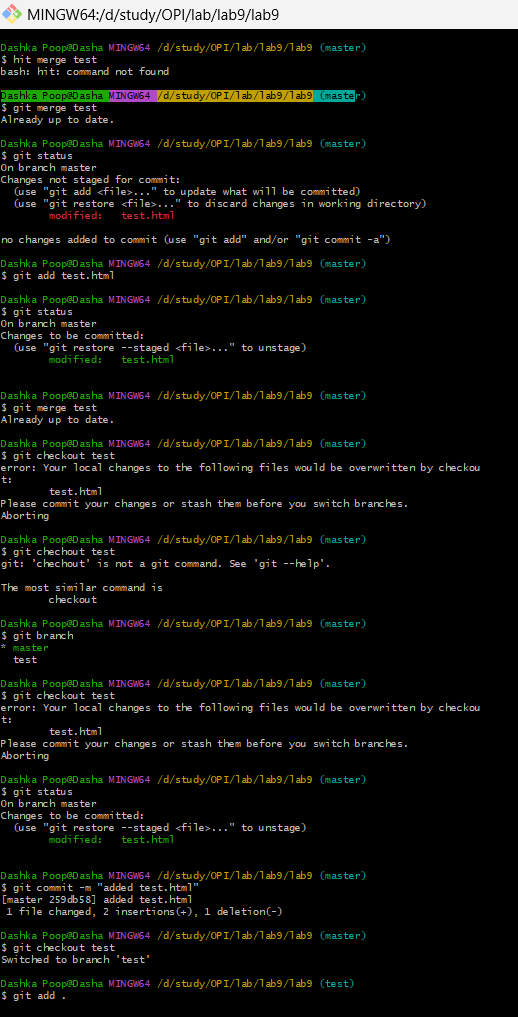 MINGW64:/d/study/OPI/lab/lab9/lab9
Dashka Poop@Dasha MINGW64 /d/study/OPI/lab/lab9/lab9 (master)
$ hit merge test
bash: hit: command not found
Dashka Poop@Dasha MINGW64 /d/study/OPI/lab/lab9/lab9 (master)
$ git merge test
Already up to date.
Dashka Poop@Dasha MINGW64 /d/study/OPI/lab/lab9/lab9 (master)
$ git status
On branch master
Changes not staged for commit:
  (use "git add <file>..." to update what will be committed)
  (use "git restore <file>..." to discard changes in working directory)
        modified:   test.html
no changes added to commit (use "git add" and/or "git commit -a")
Dashka Poop@Dasha MINGW64 /d/study/OPI/lab/lab9/lab9 (master)
$ git add test.html
Dashka Poop@Dasha MINGW64 /d/study/OPI/lab/lab9/lab9 (master)
$ git status
On branch master
Changes to be committed:
  (use "git restore --staged <file>..." to unstage)
        modified:   test.html
Dashka Poop@Dasha MINGW64 /d/study/OPI/lab/lab9/lab9 (master)
$ git merge test
Already up to date.
Dashka Poop@Dasha MINGW64 /d/study/OPI/lab/lab9/lab9 (master)
$ git checkout test
error: Your local changes to the following files would be overwritten by checkou
t:
        test.html
Please commit your changes or stash them before you switch branches.
Aborting
Dashka Poop@Dasha MINGW64 /d/study/OPI/lab/lab9/lab9 (master)
$ git chechout test
git: 'chechout' is not a git command. See 'git --help'.
The most similar command is
        checkout
Dashka Poop@Dasha MINGW64 /d/study/OPI/lab/lab9/lab9 (master)
$ git branch
* master
  test
Dashka Poop@Dasha MINGW64 /d/study/OPI/lab/lab9/lab9 (master)
$ git checkout test
error: Your local changes to the following files would be overwritten by checkou
t:
        test.html
Please commit your changes or stash them before you switch branches.
Aborting
Dashka Poop@Dasha MINGW64 /d/study/OPI/lab/lab9/lab9 (master)
$ git status
On branch master
Changes to be committed:
  (use "git restore --staged <file>..." to unstage)
        modified:   test.html
Dashka Poop@Dasha MINGW64 /d/study/OPI/lab/lab9/lab9 (master)
$ git commit -m "added test.html"
[master 259db58] added test.html
 1 file changed, 2 insertions(+), 1 deletion(-)
Dashka Poop@Dasha MINGW64 /d/study/OPI/lab/lab9/lab9 (master)
$ git checkout test
Switched to branch 'test'
Dashka Poop@Dasha MINGW64 /d/study/OPI/lab/lab9/lab9 (test)
$ git add .